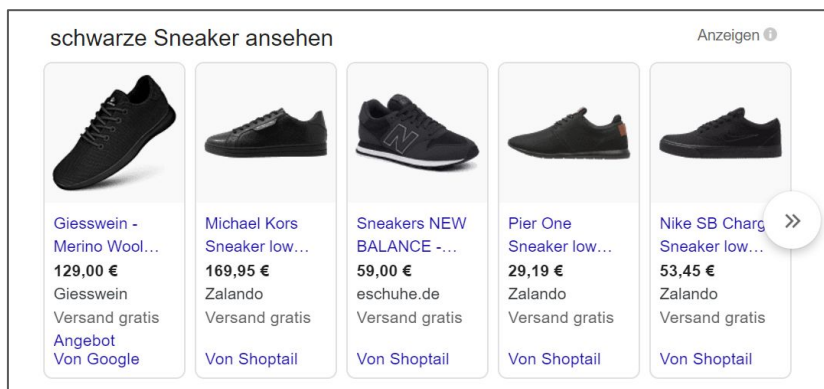 schwarze Sneaker ansehen
Anzeigen
Giesswein -
Merino Wool...
129,00 €
Giesswein
Versand gratis
Angebot
Von Google
Michael Kors
Sneaker low...
169,95 €
Zalando
Versand gratis
Von Shoptail
N
Sneakers NEW
BALANCE -...
59,00 €
eschuhe.de
Versand gratis
Von Shoptail
Pier One
Sneaker low...
29,19 €
Zalando
Versand gratis
Von Shoptail
Nike SB Charg
Sneaker low...
53,45 €
Zalando
Versand gratis
Von Shoptail